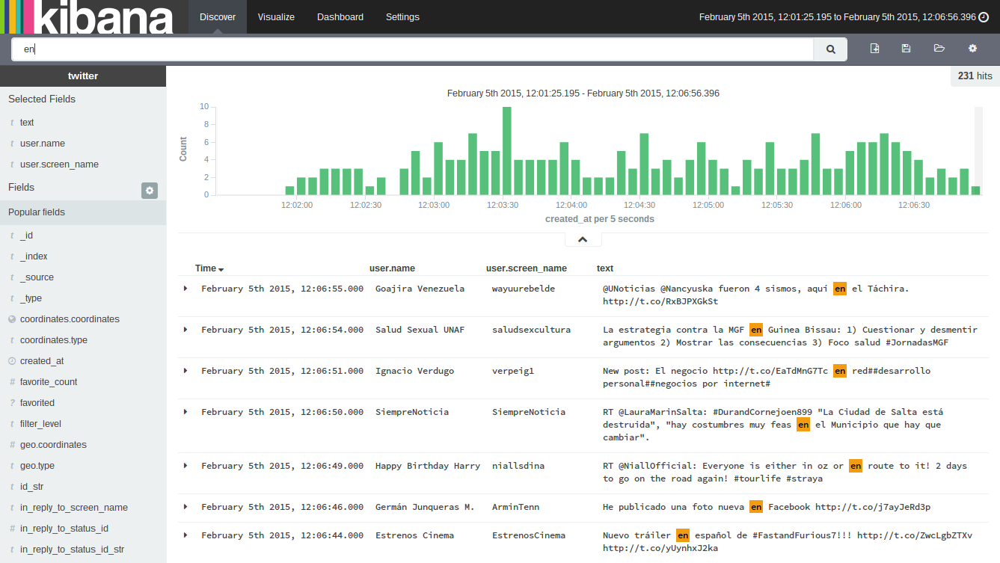 kibana Discover Visualize Dashboard Settings February 5th 2015, 12:01:25.195 to February 5th 2015, 12:06:56.396
en
twitter
231 hits
Selected Fields
t text
t user.name
t user.screen_name
Fields
Popular fields
t _id
t _index
t _source
t _type
coordinates.coordinates
t coordinates.type
created_at
# favorite_count
? favorited
t filter_level
# geo.coordinates
t geo.type
t id_str
t in_reply_to_screen_name
# in_reply_to_status_id
t in_reply_to_status_id_str
February 5th 2015, 12:01:25.195 - February 5th 2015, 12:06:56.396
Count
10
8
6
4
2
0
12:02:00 12:02:30 12:03:00 12:03:30 12:04:00 12:04:30 12:05:00 12:05:30 12:06:00 12:06:30
created_at per 5 seconds
Time user.name user.screen_name text
February 5th 2015, 12:06:55.000 Goajira Venezuela wayuurebelde @UNoticias @Nancyuska fueron 4 sismos, aquí en el Táchira.
http://t.co/RxBJPXGkSt
February 5th 2015, 12:06:54.000 Salud Sexual UNAF saludsexcultura La estrategia contra la MGF en Guinea Bissau: 1) Cuestionar y desmentir
argumentos 2) Mostrar las consecuencias 3) Foco salud #JornadasMGF
February 5th 2015, 12:06:51.000 Ignacio Verdugo verpeig1 New post: El negocio http://t.co/EaTdMnG7Tc en red##desarrollo
personal##negocios por internet#
February 5th 2015, 12:06:50.000 SiempreNoticia SiempreNoticia RT @LauraMarinSalta: #DurandCornejoen899 "La Ciudad de Salta está
destruida", "hay costumbres muy feas en el Municipio que hay que
cambiar".
February 5th 2015, 12:06:49.000 Happy Birthday Harry niallsdina RT @NiallOfficial: Everyone is either in oz or en route to it! 2 days
to go on the road again! #tourlife #straya
February 5th 2015, 12:06:46.000 Germán Junqueras M. ArminTenn He publicado una foto nueva en Facebook http://t.co/j7ayJeRd3p
February 5th 2015, 12:06:44.000 Estrenos Cinema EstrenosCinema Nuevo tráiler en español de #FastandFurious7!!! http://t.co/ZwcLgbZTXv
http://t.co/yUynhxJ2ka